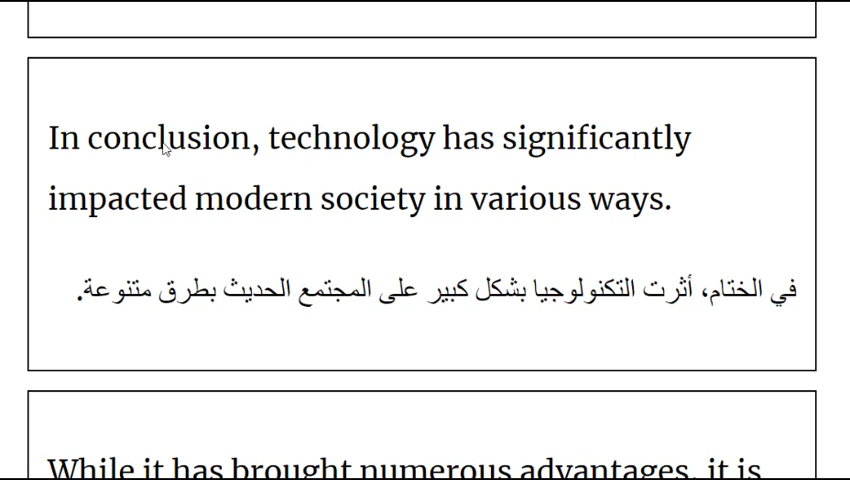 In conclusion, technology has significantly
impacted modern society in various ways.
في الختام، أثرت التكنولوجيا بشكل كبير على المجتمع الحديث بطرق متنوعة.
While it has brought numerous advantages, it is